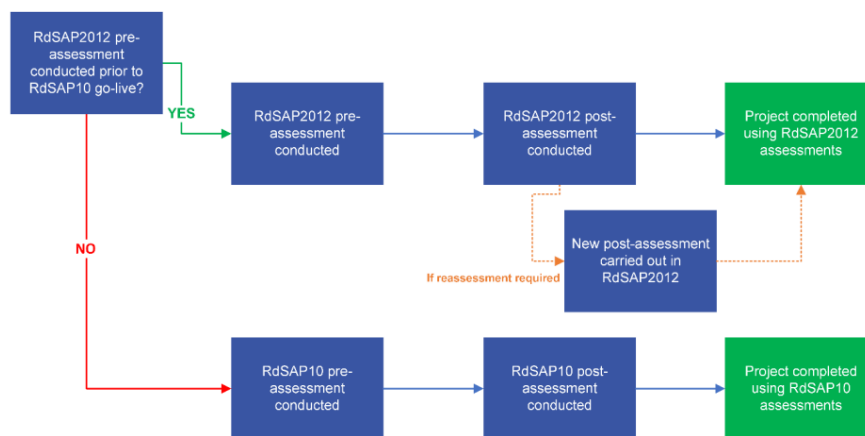 RdSAP2012 pre-
assessment
conducted prior to
RdSAP10 go-live?
YES
RdSAP2012 pre-
assessment
conducted
RdSAP2012 post-
assessment
conducted
Project completed
using RdSAP2012
assessments
NO
If reassessment required
New post-assessment
carried out in
RdSAP2012
RdSAP10 pre-
assessment
conducted
RdSAP10 post-
assessment
conducted
Project completed
using RdSAP10
assessments